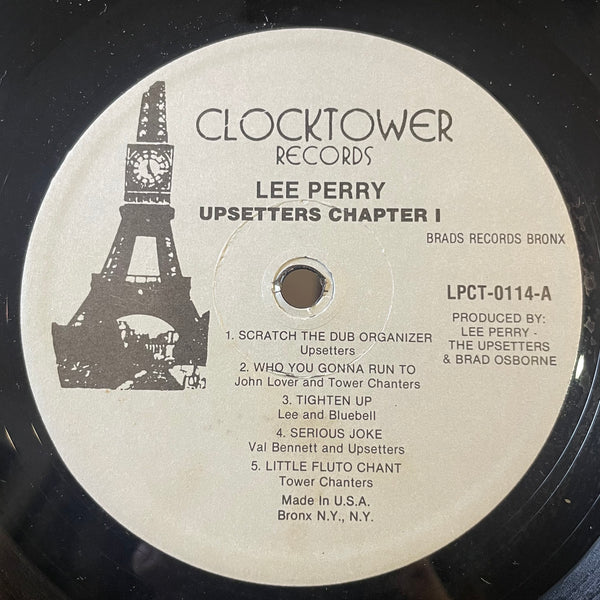 CLOCKTOWER
RECORDS
LEE PERRY
UPSETTERS CHAPTER I
BRADS RECORDS BRONX
LPCT-0114-A
PRODUCED BY:
LEE PERRY -
THE UPSETTERS
& BRAD OSBORNE
1. SCRATCH THE DUB ORGANIZER
Upsetters
2. WHO YOU GONNA RUN TO
John Lover and Tower Chanters
3. TIGHTEN UP
Lee and Bluebell
4. SERIOUS JOKE
Val Bennett and Upsetters
5. LITTLE FLUTO CHANT
Tower Chanters
Made In U.S.A.
Bronx N.Y., N.Y.